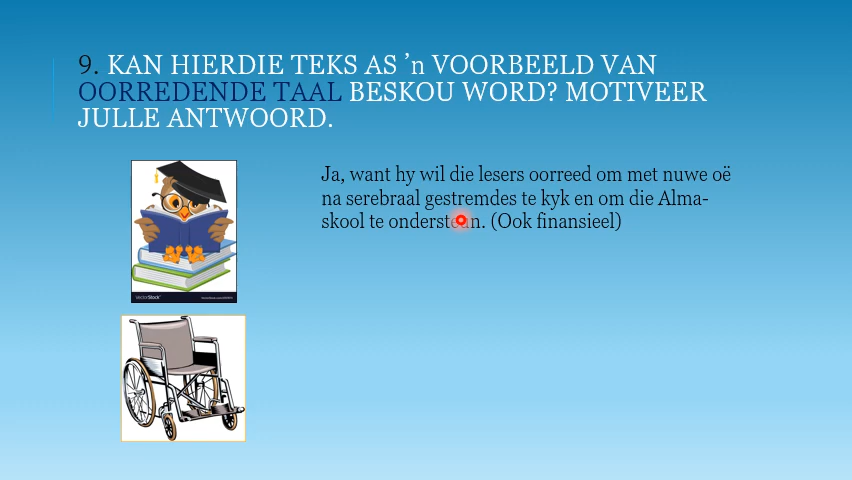 9. KAN HIERDIE TEKS AS ’n VOORBEELD VAN
OORREDENDE TAAL BESKOU WORD? MOTIVEER
JULLE ANTWOORD.
Ja, want hy wil die lesers oorreed om met nuwe oë
na serebraal gestremdes te kyk en om die Alma-
skool te ondersteun. (Ook finansieel)
VectorStock